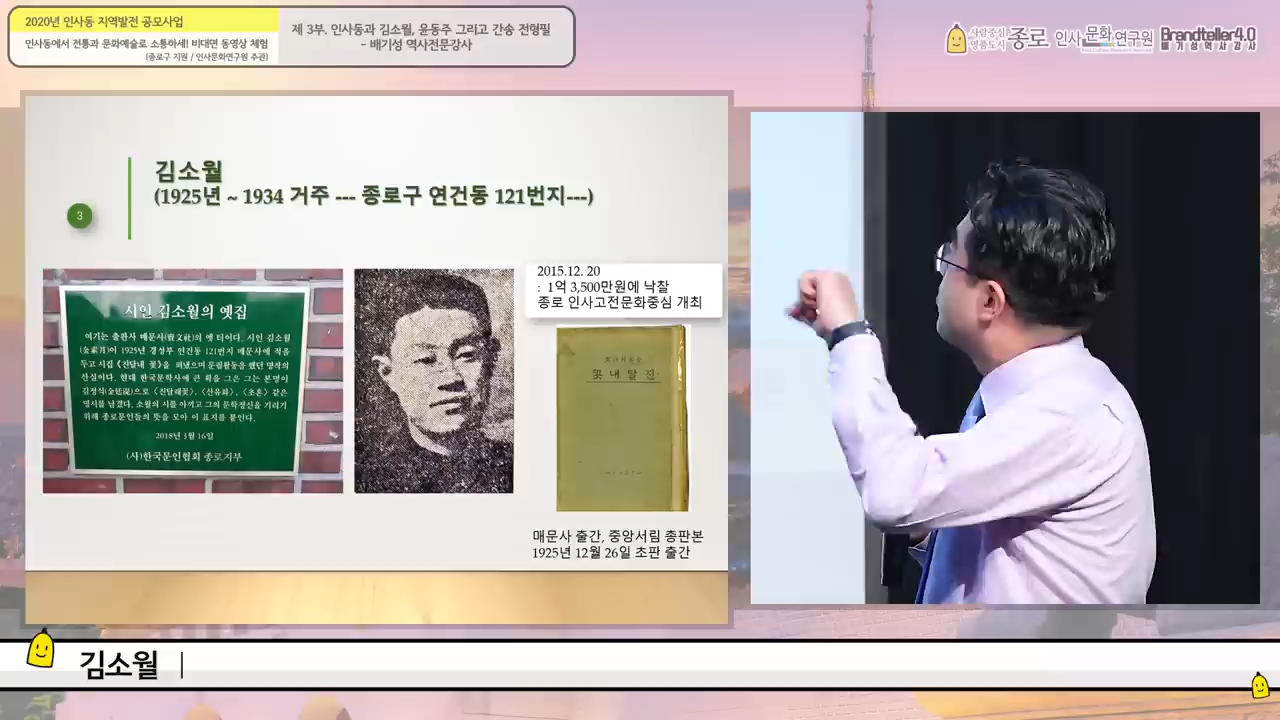 2020년 인사동 지역발전 공모사업
인사동에서 전통과 문화예술로 소통하세! 비대면 동영상 체험
(종로구 지원 / 인사문화연구원 주관)
제 3부. 인사동과 김소월, 윤동주 그리고 간송 전형필
- 배기성 역사전문강사
사람중심 명품도시 종로 인사문화연구원 Brandteller4.0
배기성역사강사
김소월
(1925년 ~ 1934 거주 --- 종로구 연건동 121번지---)
3
시인 김소월의 옛집
여기는 출판사 매문사(賣文社)의 옛 터이다. 시인 김소월
(金素月)이 1925년 경성부 연건동 121번지 매문사에 적을
두고 시집 《진달내 꽃》을 펴냈으며 문림활동을 했던 명작의
산실이다. 현대 한국문학사에 큰 획을 그은 그는 본명이
김정식(金廷湜)으로 〈진달래꽃〉, 〈산유화〉, 〈초혼〉 같은
명시를 남겼다. 소월의 시를 아끼고 그의 문학정신을 기리기
위해 종로문인들의 뜻을 모아 이 표지를 붙인다.
2018년 3월 16일
(사)한국문인협회 종로지부
2015.12. 20
: 1억 3,500만원에 낙찰
종로 인사고전문화중심 개최
꽃내달진
매문사 출간, 중앙서림 총판본
1925년 12월 26일 초판 출간
김소월